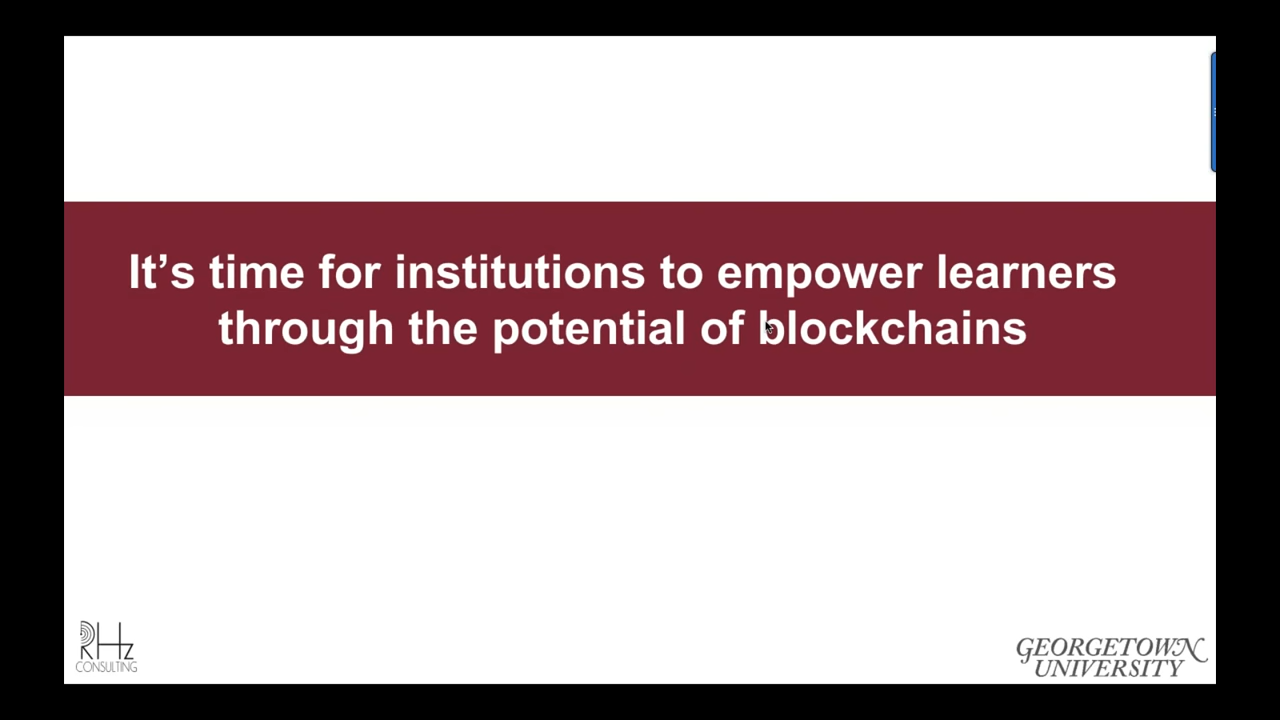 It’s time for institutions to empower learners
through the potential of blockchains
RHz
CONSULTING
GEORGETOWN
UNIVERSITY